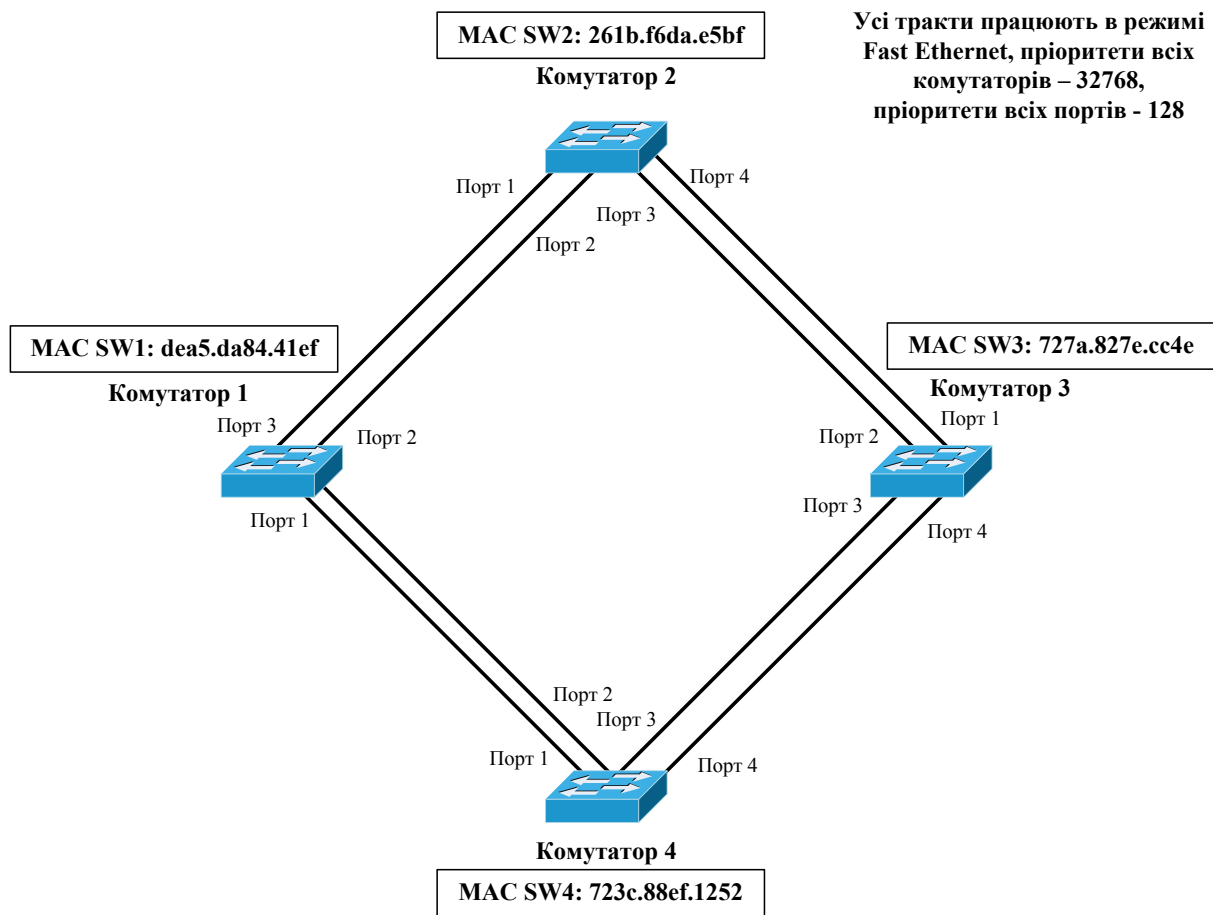 MAC SW2: 261b.f6da.e5bf
Комутатор 2
Усі тракти працюють в режимі
Fast Ethernet, пріоритети всіх
комутаторів – 32768,
пріоритети всіх портів - 128
Порт 1
Порт 4
Порт 3
Порт 2
MAC SW1: dea5.da84.41ef
Комутатор 1
MAC SW3: 727a.827e.cc4e
Комутатор 3
Порт 3
Порт 2
Порт 1
Порт 2
Порт 1
Порт 3
Порт 4
Порт 2
Порт 3
Порт 1
Порт 4
Комутатор 4
MAC SW4: 723c.88ef.1252